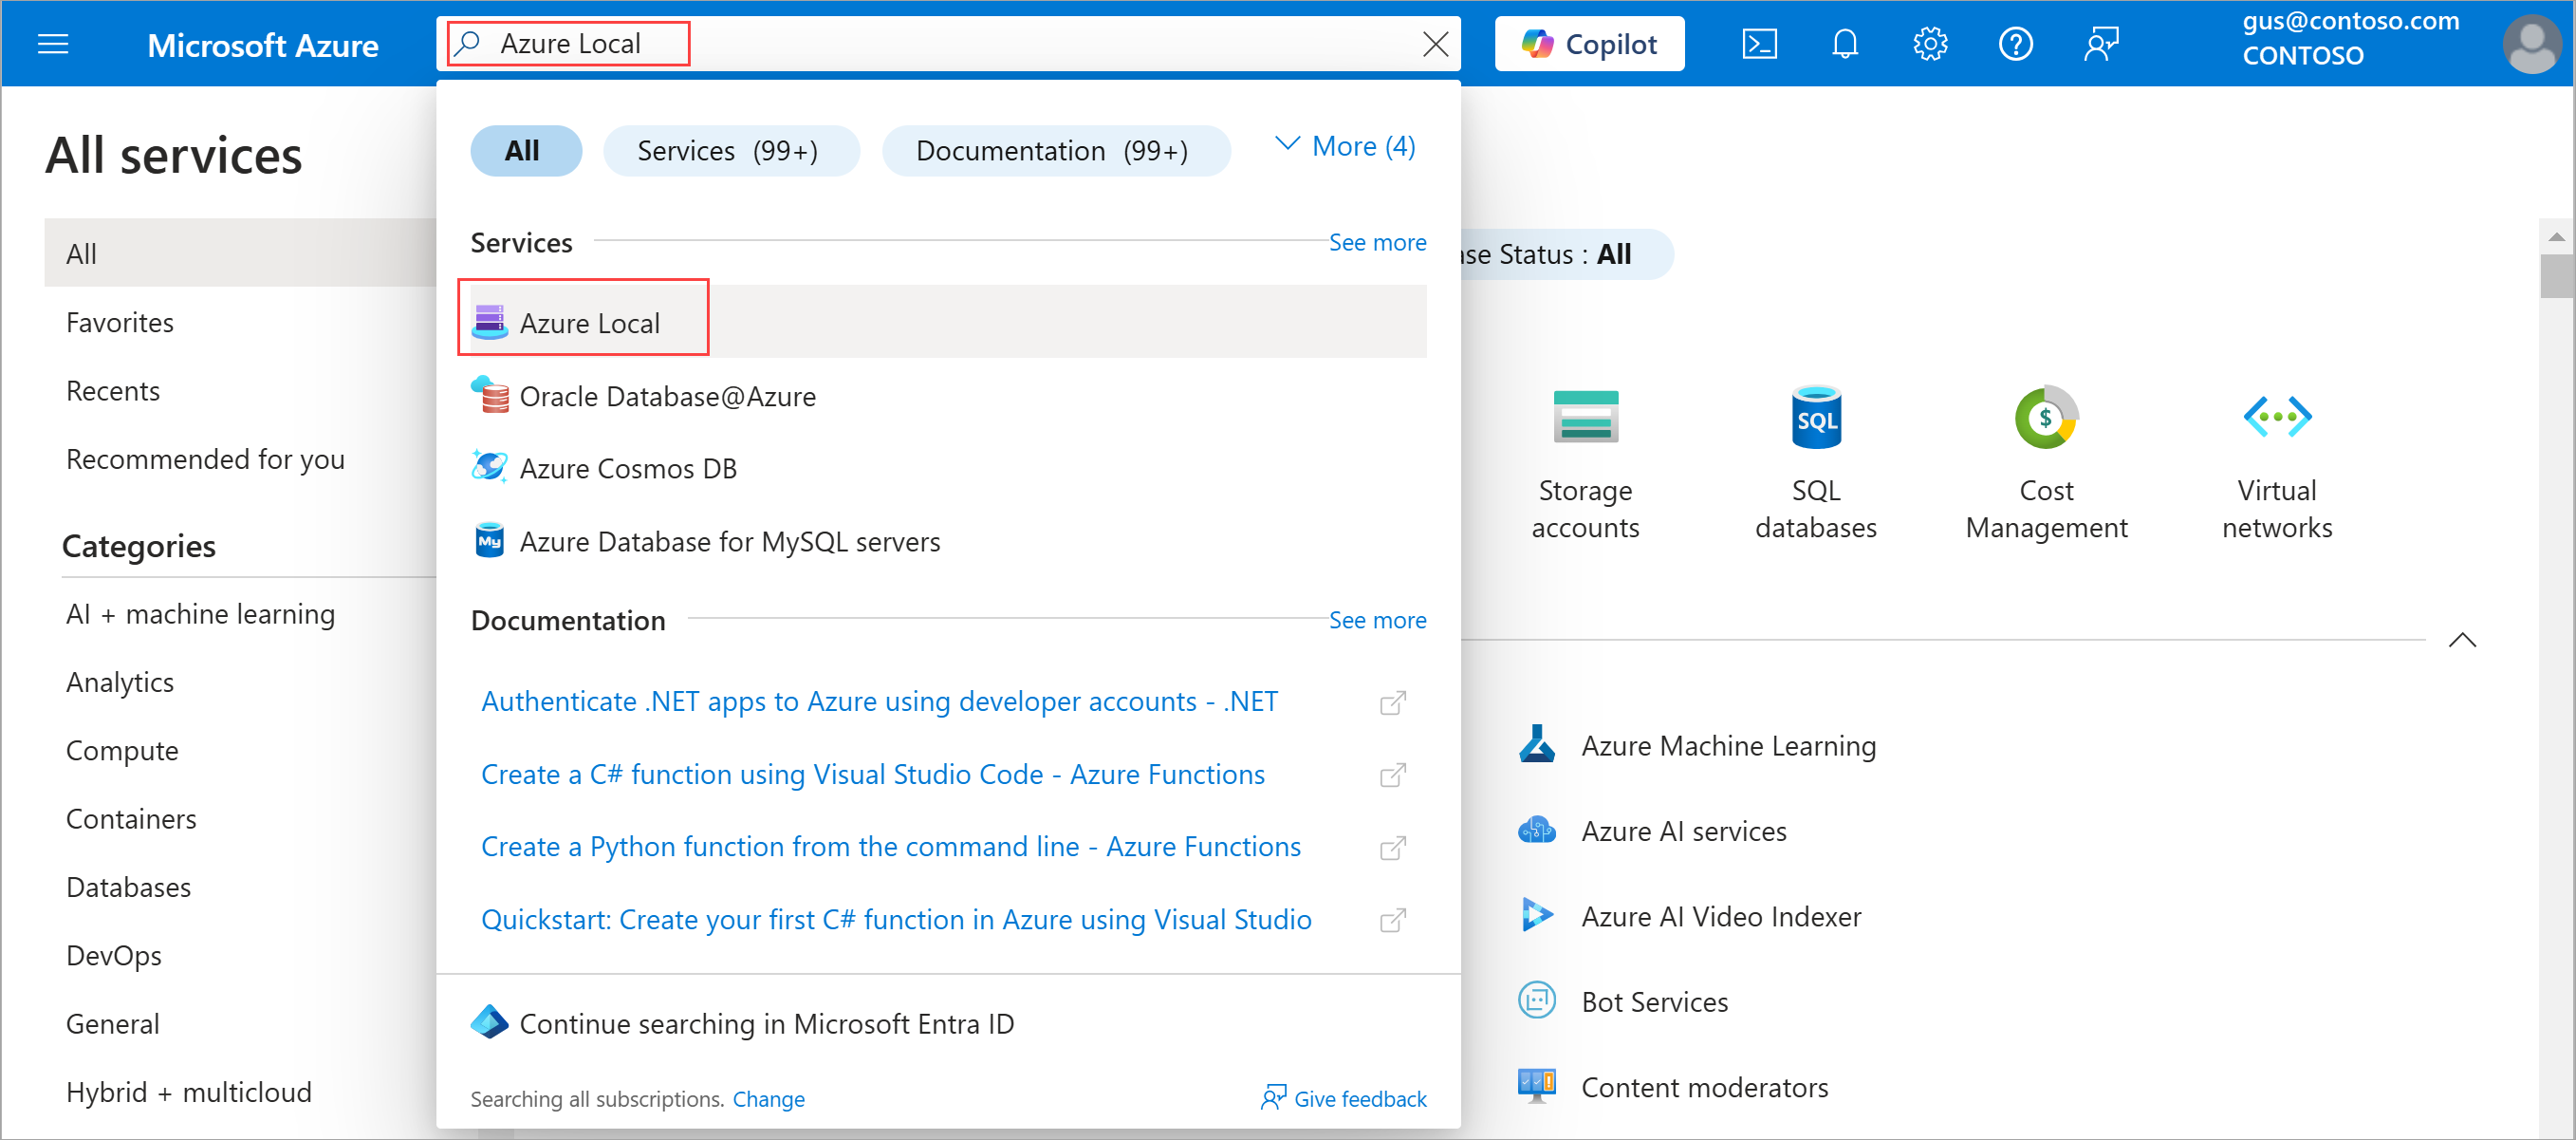 Microsoft Azure
Azure Local
Copilot
gus@contoso.com
CONTOSO
All services
All
Favorites
Recents
Recommended for you
Categories
AI + machine learning
Analytics
Compute
Containers
Databases
DevOps
General
Hybrid + multicloud
All
Services (99+)
Documentation (99+)
More (4)
Services
See more
Azure Local
Oracle Database@Azure
Azure Cosmos DB
My
Azure Database for MySQL servers
Documentation
See more
Authenticate .NET apps to Azure using developer accounts - .NET
Create a C# function using Visual Studio Code - Azure Functions
Create a Python function from the command line - Azure Functions
Quickstart: Create your first C# function in Azure using Visual Studio
Continue searching in Microsoft Entra ID
Searching all subscriptions. Change
Give feedback
Status : All
Storage
accounts
SQL
SQL
databases
$
Cost
Management
Virtual
networks
Azure Machine Learning
Azure AI services
Azure AI Video Indexer
Bot Services
Content moderators